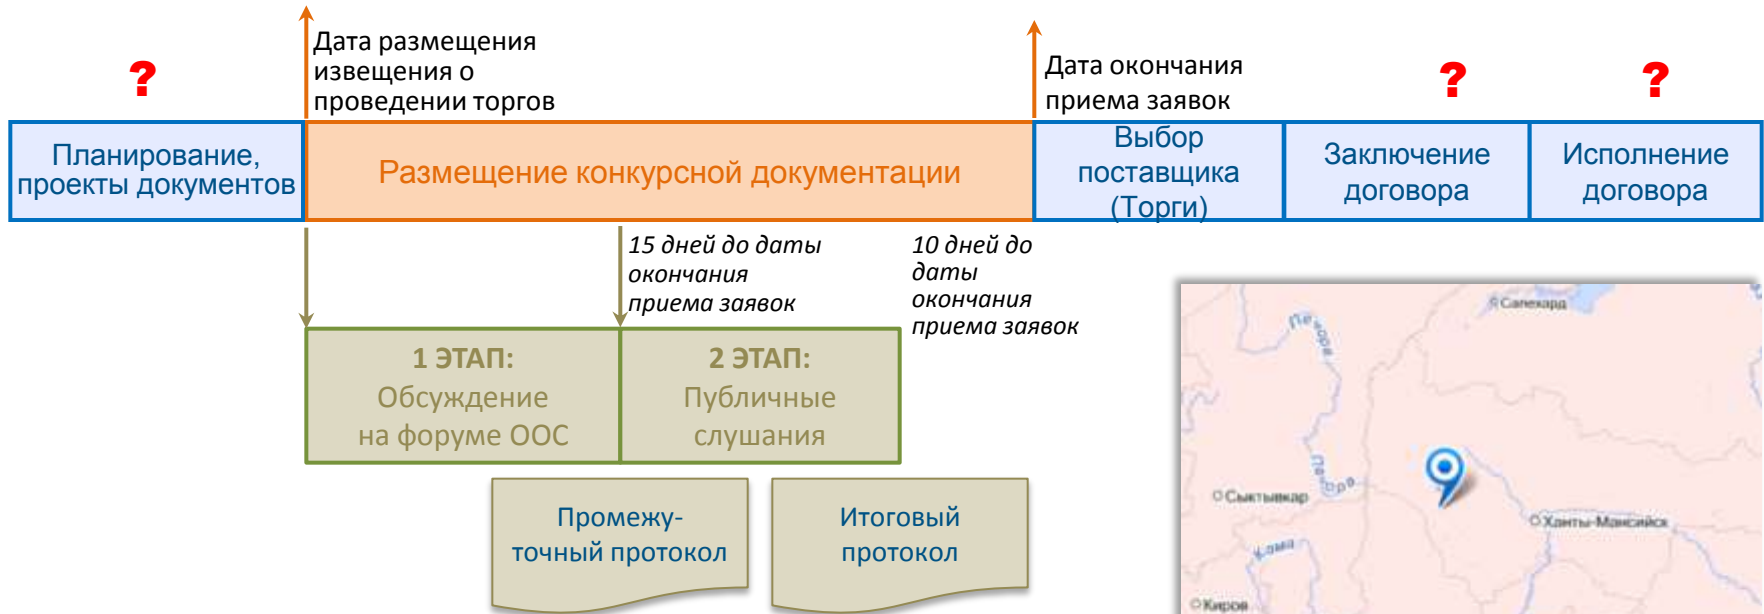 ?
Дата размещения
извещения о
проведении торгов
Дата окончания
приема заявок
?
?
Планирование,
проекты документов
Размещение конкурсной документации
Выбор
поставщика
(Торги)
Заключение
договора
Исполнение
договора
15 дней до даты
окончания
приема заявок
10 дней до
даты
окончания
приема заявок
1 ЭТАП:
Обсуждение
на форуме ООС
2 ЭТАП:
Публичные
слушания
Промежу-
точный протокол
Итоговый
протокол
Салехард
Печора
Печора
Сыктывкар
Ханты-Мансийск
Кама
Киров